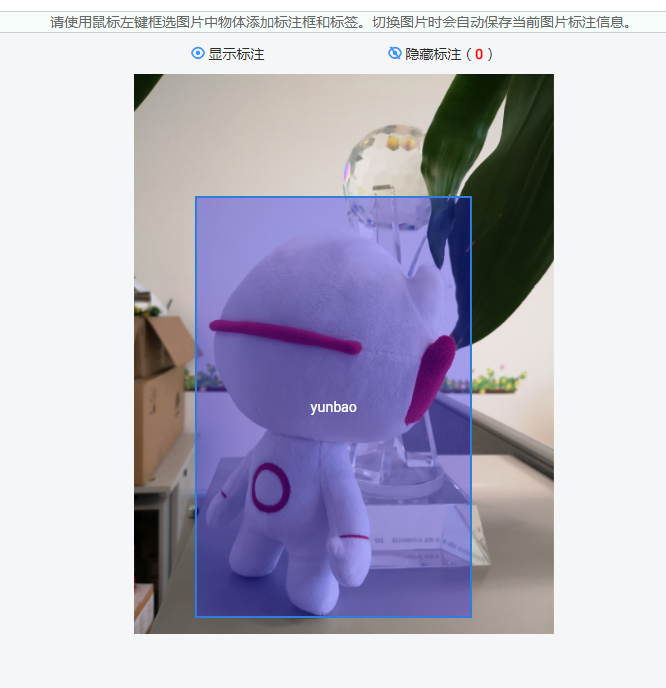 请使用鼠标左键框选图片中物体添加标注框和标签。切换图片时会自动保存当前图片标注信息。
显示标注 隐藏标注（0）
yunbao